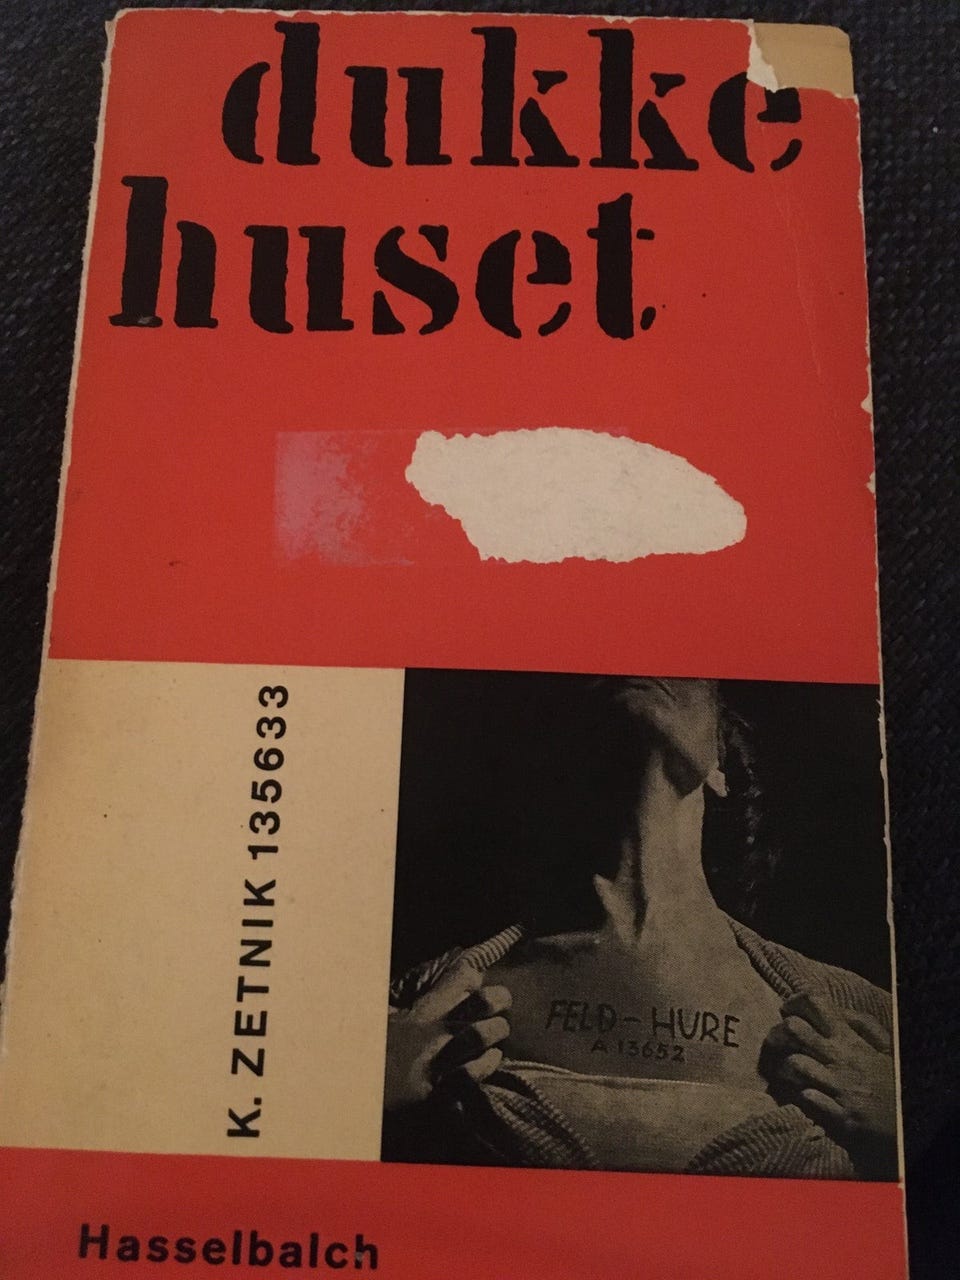 dukke
huset
K. ZETNIK 135633
FELD-HURE
A 13652
Hasselbalch